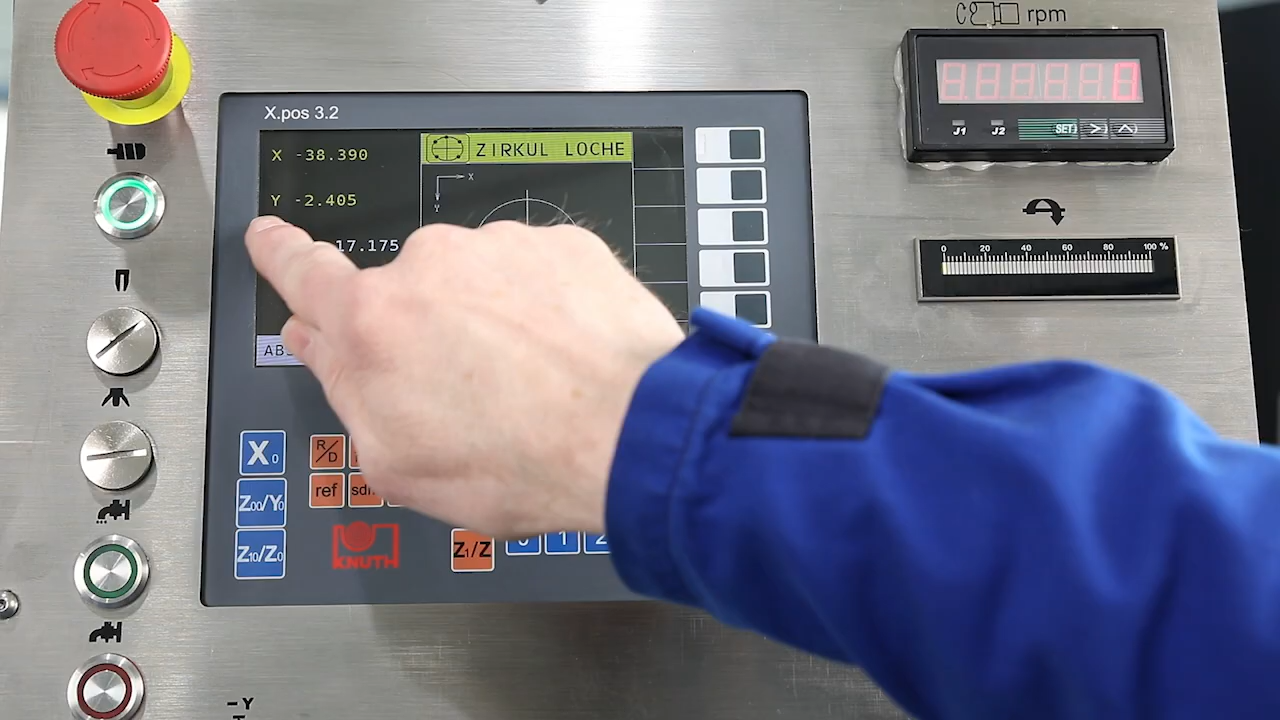 rpm
X.pos 3.2
J1 J2 SET
X -38.390
ZIRKUL LOCHE
X
Y
Y -2.405
17.175
0 20 40 60 80 100 %
X0
R/D
ref
Z00/Y0
Z10/Z0
KNUTH
Z1/Z
1
2
-Y